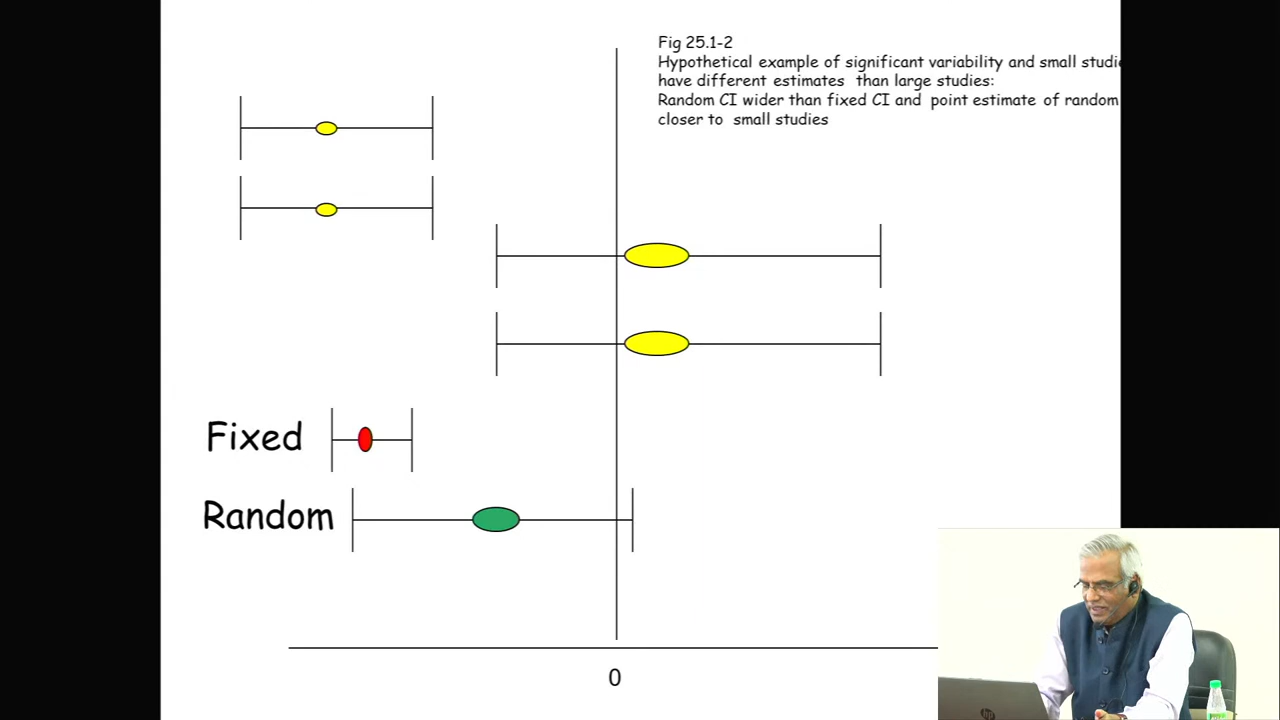 Fig 25.1-2
Hypothetical example of significant variability and small
have different estimates than large studies:
Random CI wider than fixed CI and point estimate of random
closer to small studies
Fixed
Random
0
hp